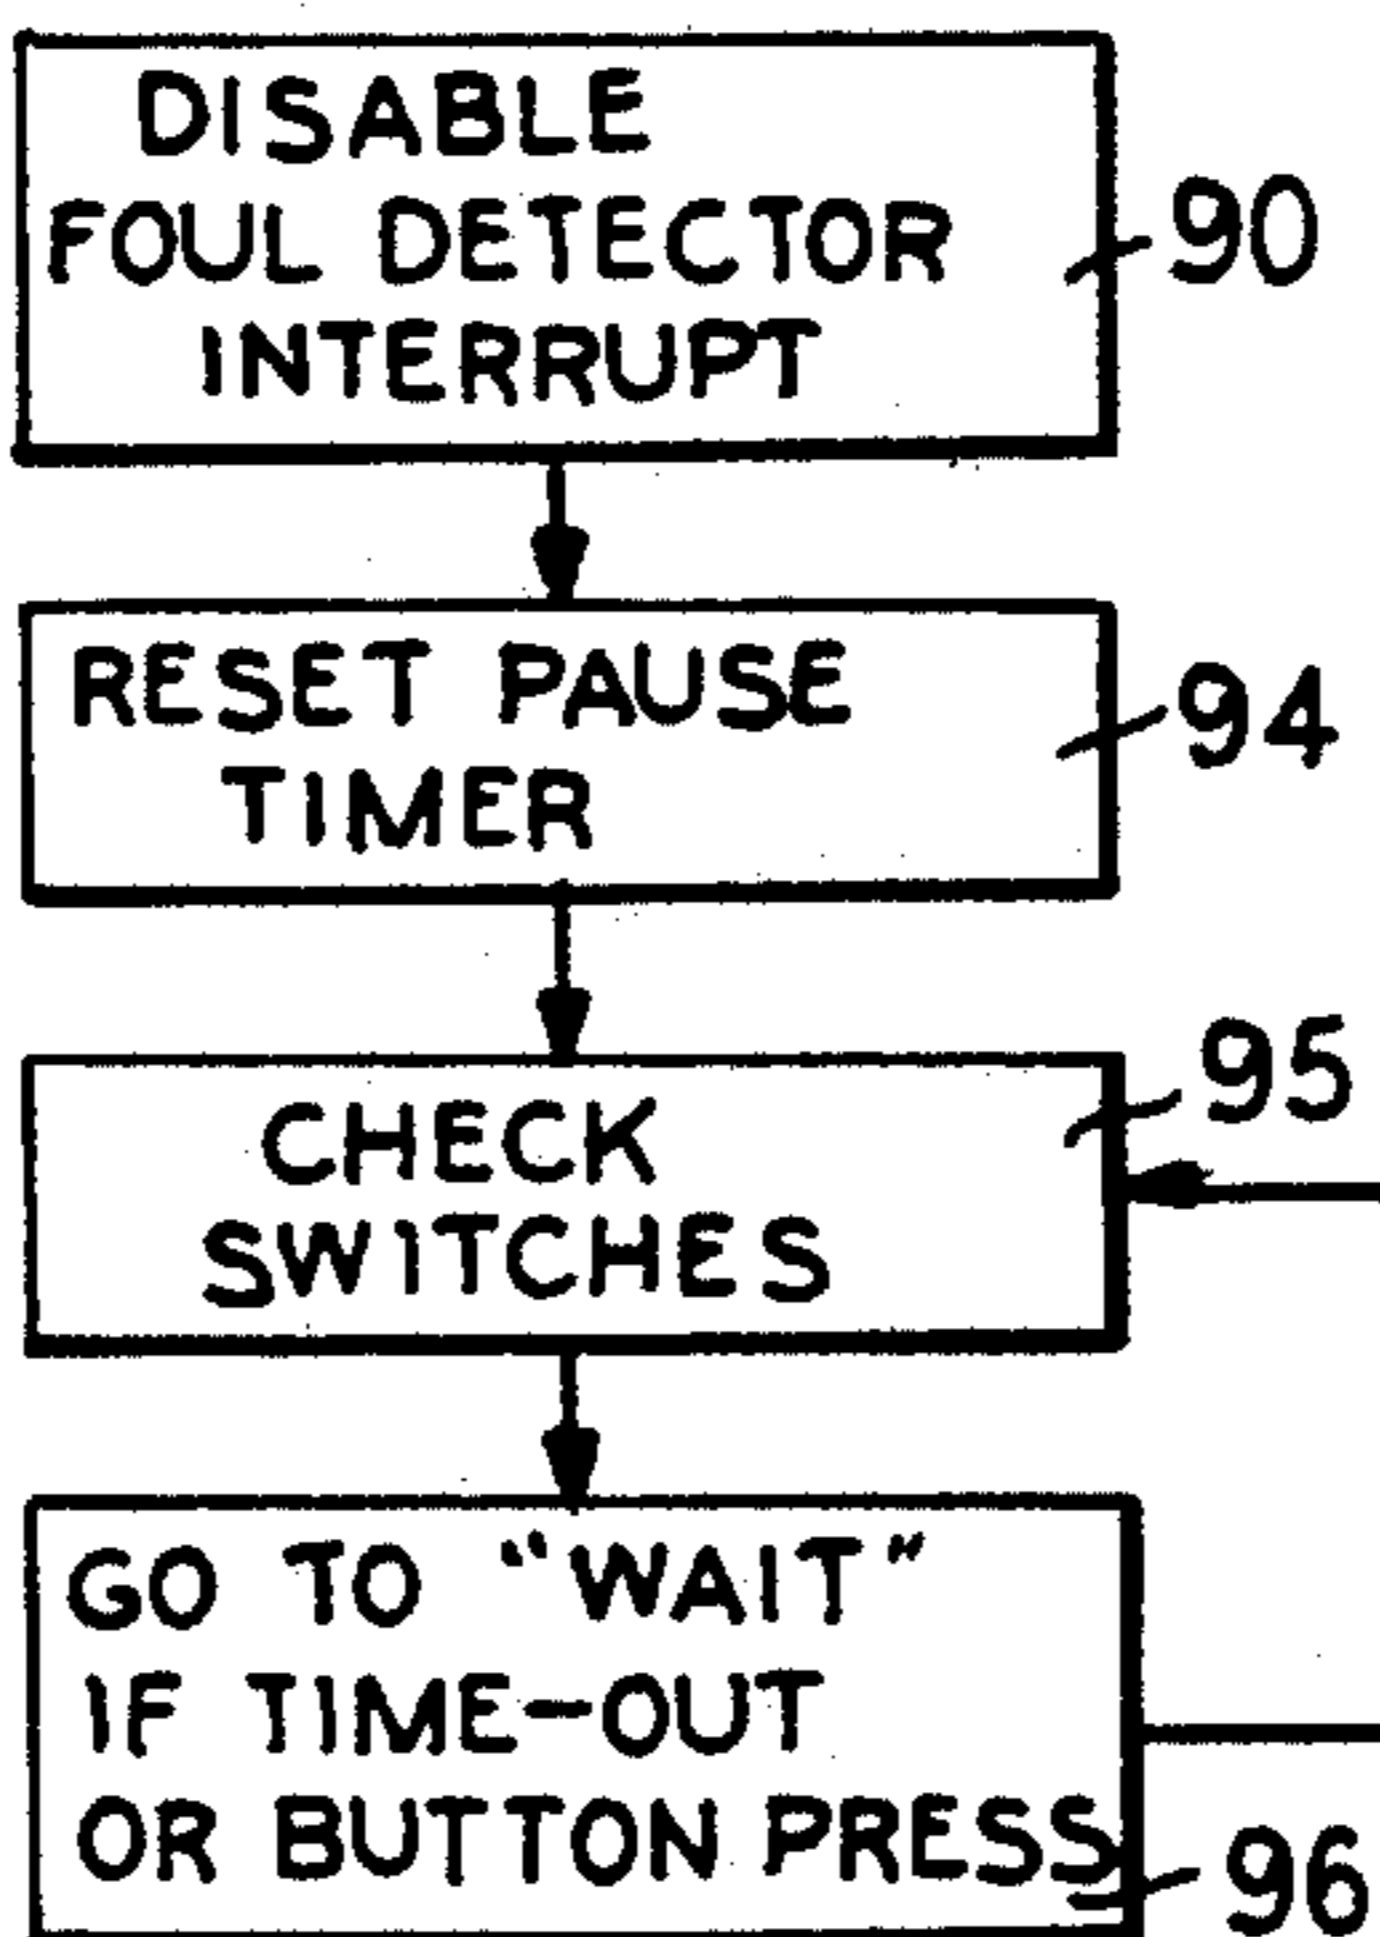 DISABLE
FOUL DETECTOR
INTERRUPT
90
RESET PAUSE
TIMER
94
CHECK
SWITCHES
95
GO TO "WAIT"
IF TIME-OUT
OR BUTTON PRESS
96